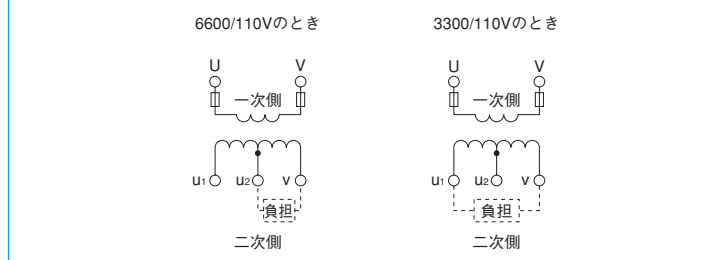 6600/110Vのとき 3300/110Vのとき
U V U V
一次側 一次側
u1 u2 v u1 u2 v
負担 負担
二次側 二次側